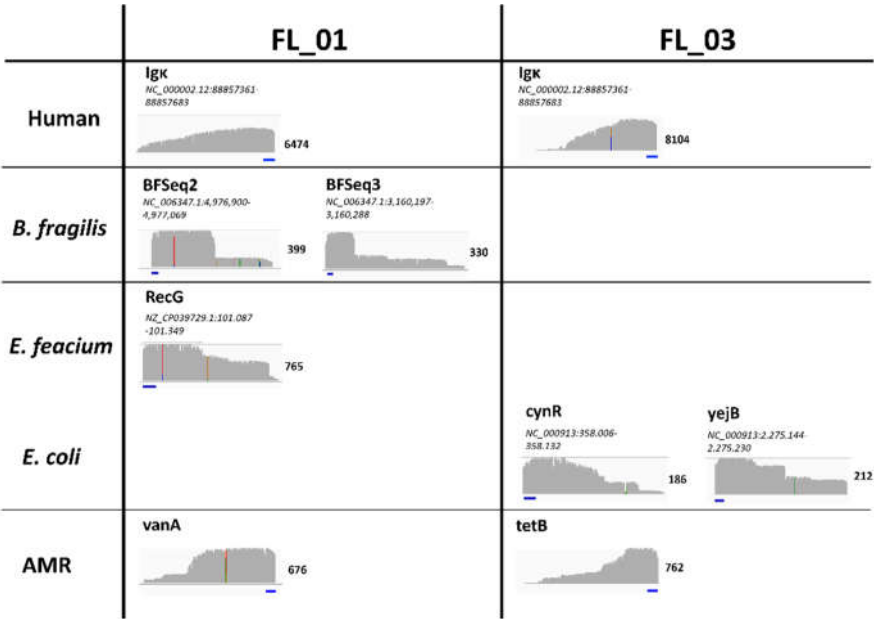 FL_01
FL_03
Human
Igκ
NC_000002.12:88857361-
88857683
6474
Igκ
NC_000002.12:88857361-
88857683
8104
B. fragilis
BFSeq2
NC_006347.1:4,976,900-
4,977,069
399
BFSeq3
NC_006347.1:3,160,197-
3,160,288
330
E. feacium
RecG
NZ_CP039729.1:101.087
-101.349
765
E. coli
cynR
NC_000913:358.006-
358.132
186
yejB
NC_000913:2.275.144-
2.275.230
212
AMR
vanA
676
tetB
762